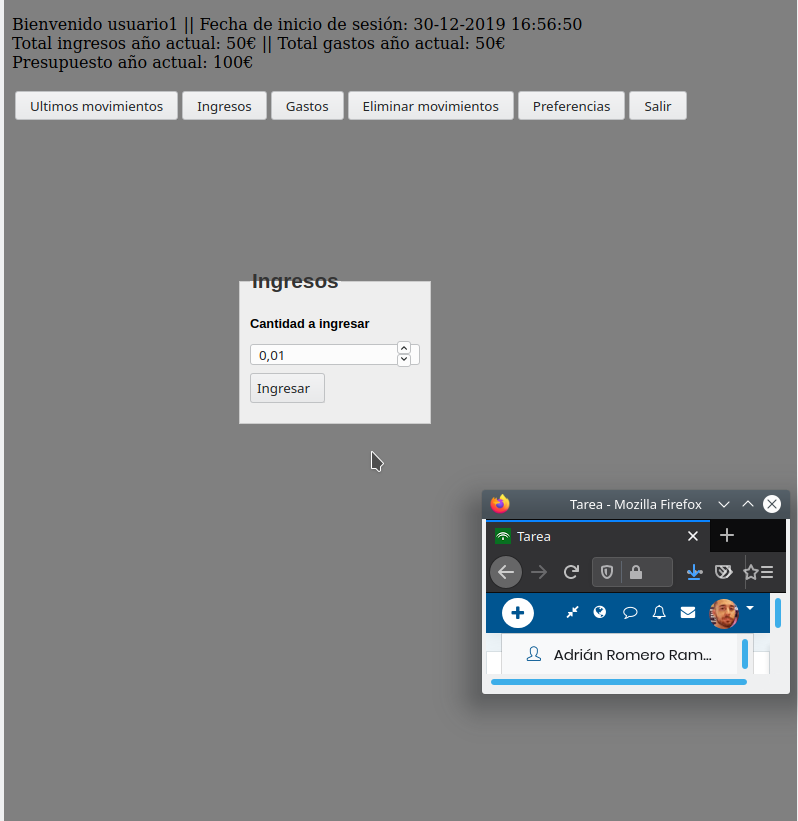 Bienvenido usuario1 || Fecha de inicio de sesión: 30-12-2019 16:56:50
Total ingresos año actual: 50€ || Total gastos año actual: 50€
Presupuesto año actual: 100€
Ultimos movimientos Ingresos Gastos Eliminar movimientos Preferencias Salir
Ingresos
Cantidad a ingresar
0,01
Ingresar
Tarea - Mozilla Firefox
Tarea
Adrián Romero Ram...